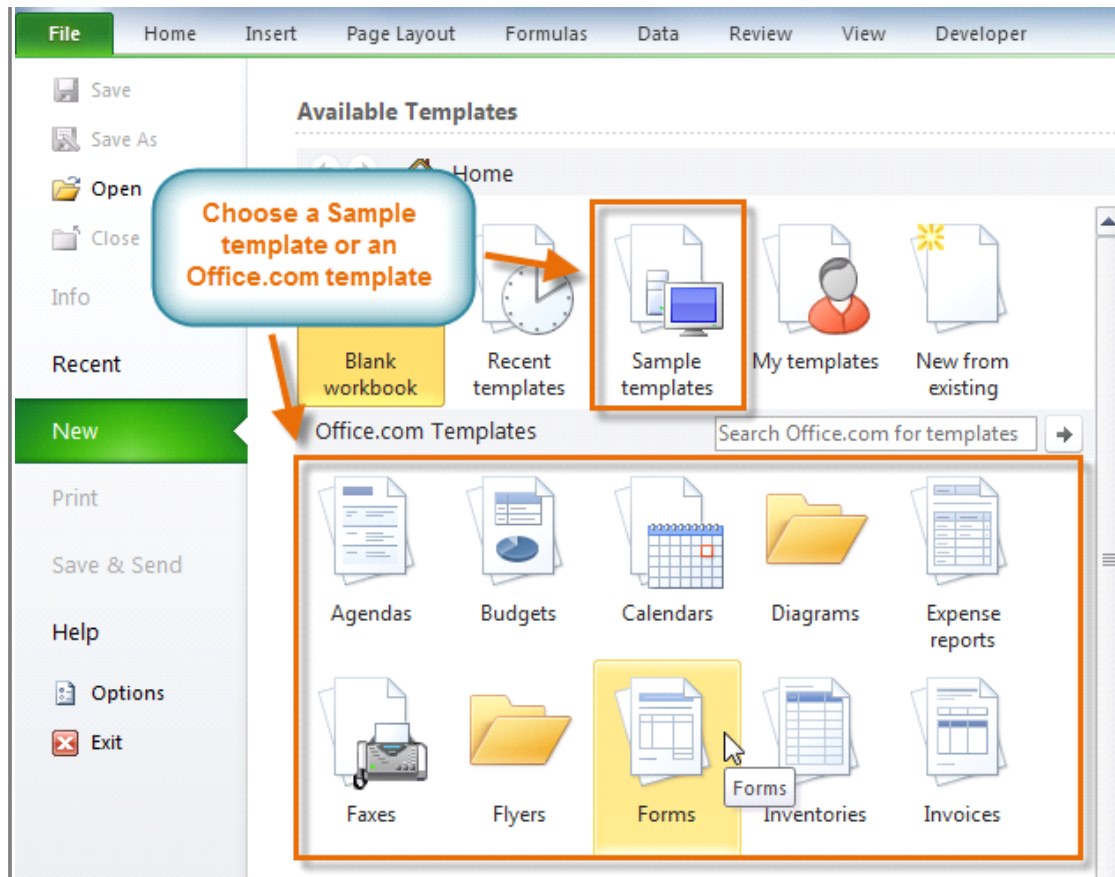 File Home Insert Page Layout Formulas Data Review View Developer
Save
Save As
Open
Close
Info
Recent
New
Print
Save & Send
Help
Options
Exit
Available Templates
Home
Choose a Sample
template or an
Office.com template
Blank
workbook
Recent
templates
Sample
templates
My templates
New from
existing
Office.com Templates
Search Office.com for templates
Agendas
Budgets
Calendars
Diagrams
Expense
reports
Faxes
Flyers
Forms
Forms
Inventories
Invoices